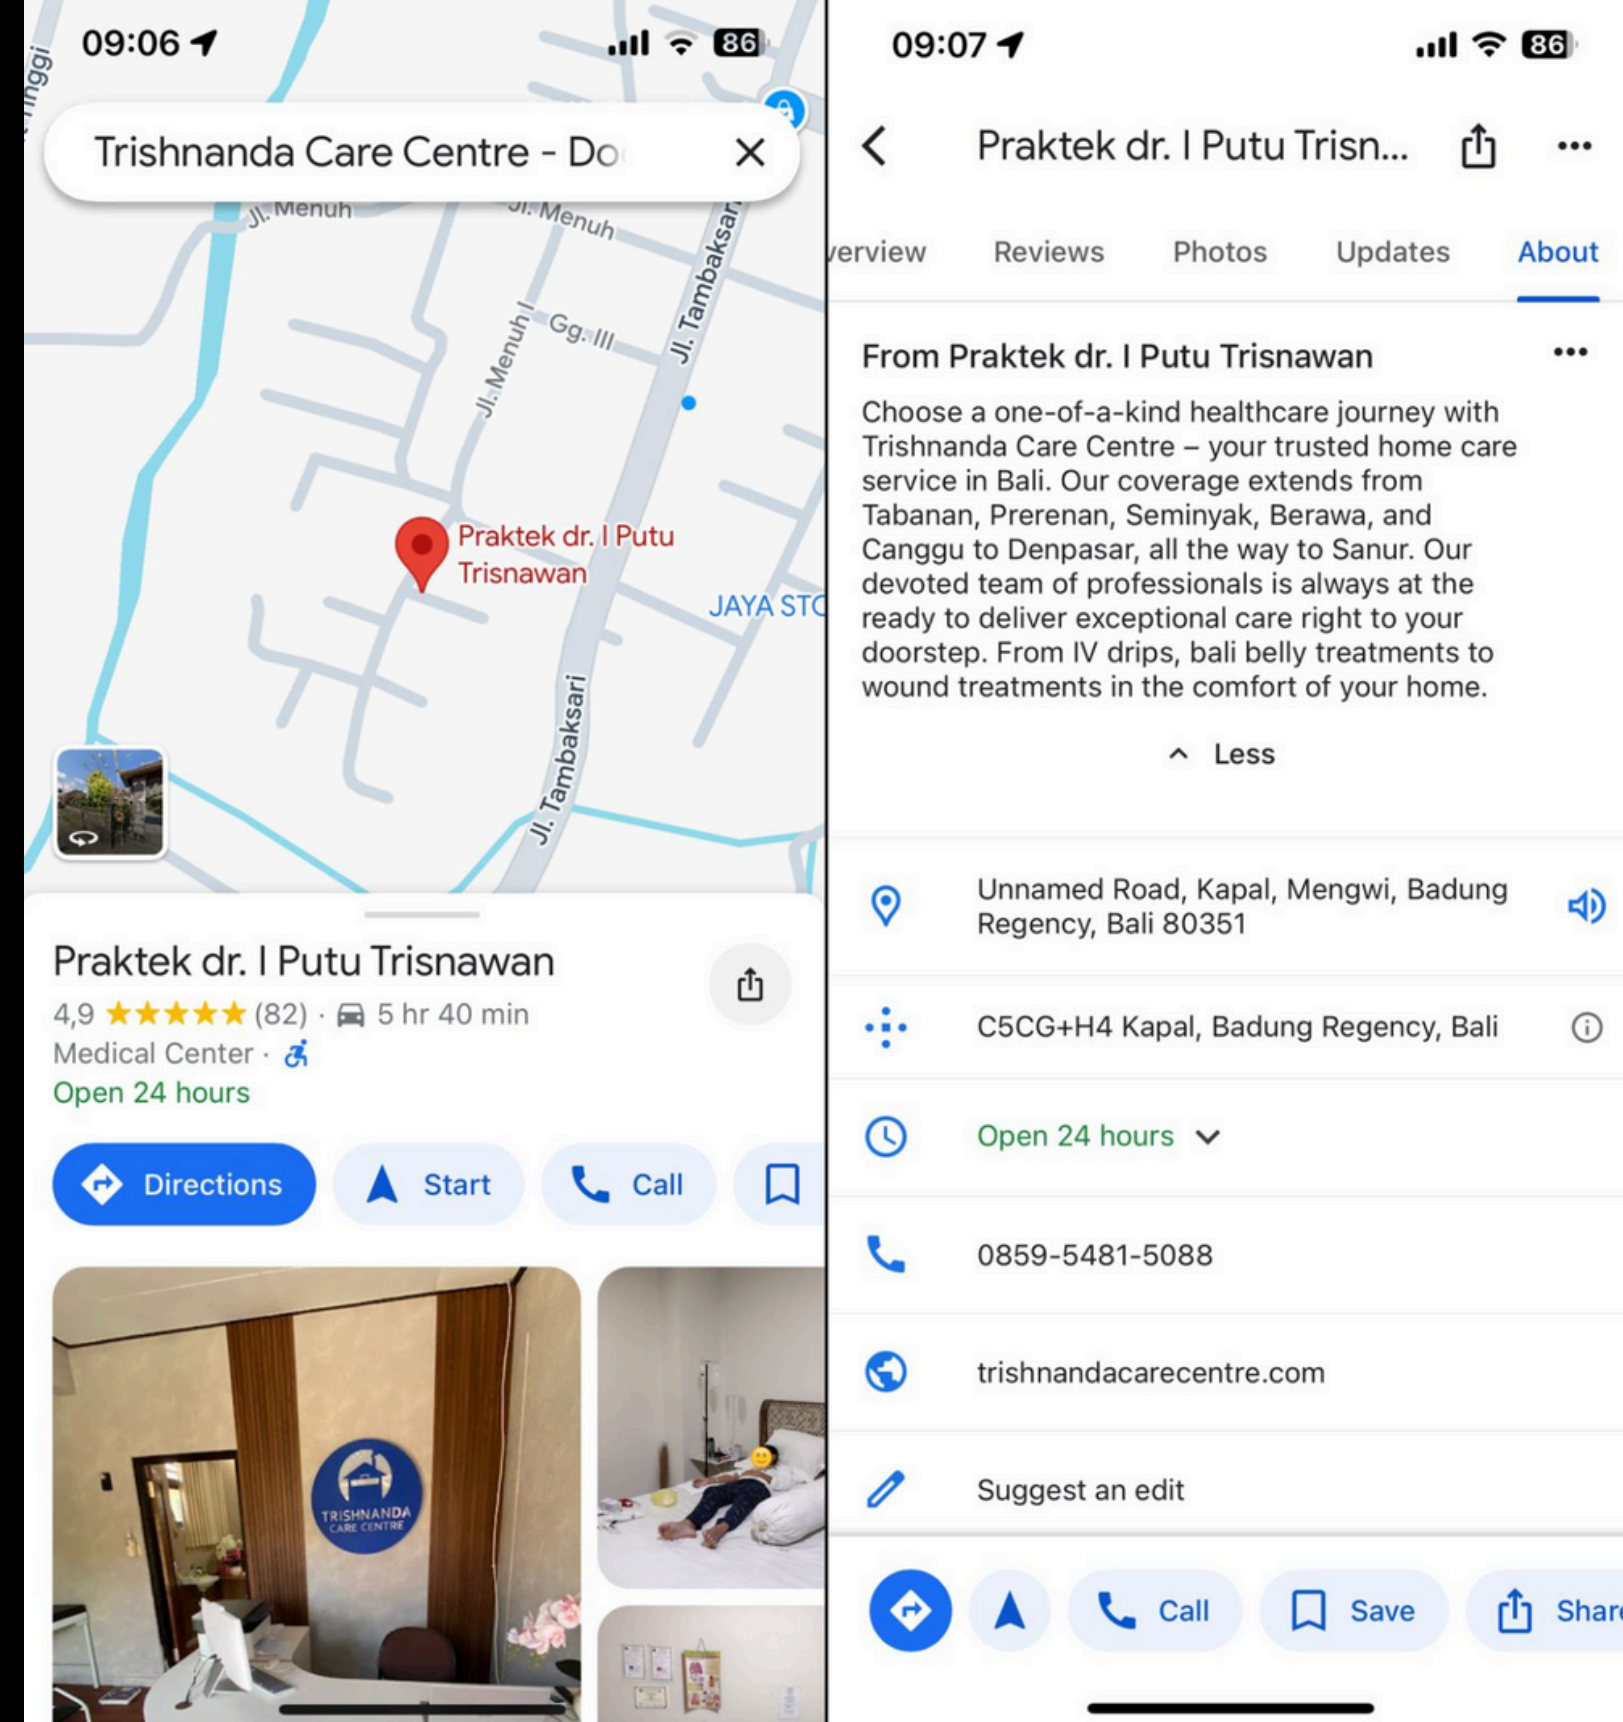 09:06
86
Trishnanda Care Centre - Do
Jl. Menuh
Jl. Menuh
Jl. Tambaksari
Gg. III
Jl. Menuh I
Praktek dr. I Putu
Trisnawan
JAYA STO
Jl. Tambaksari
Praktek dr. I Putu Trisnawan
4,9 (82) · 5 hr 40 min
Medical Center ·
Open 24 hours
Directions
Start
Call
TRISHNANDA
CARE CENTRE
09:07
86
Praktek dr. I Putu Trisn...
verview
Reviews
Photos
Updates
About
From Praktek dr. I Putu Trisnawan
Choose a one-of-a-kind healthcare journey with
Trishnanda Care Centre – your trusted home care
service in Bali. Our coverage extends from
Tabanan, Prerenan, Seminyak, Berawa, and
Canggu to Denpasar, all the way to Sanur. Our
devoted team of professionals is always at the
ready to deliver exceptional care right to your
doorstep. From IV drips, bali belly treatments to
wound treatments in the comfort of your home.
Less
Unnamed Road, Kapal, Mengwi, Badung
Regency, Bali 80351
C5CG+H4 Kapal, Badung Regency, Bali
Open 24 hours
0859-5481-5088
trishnandacarecentre.com
Suggest an edit
Call
Save
Share